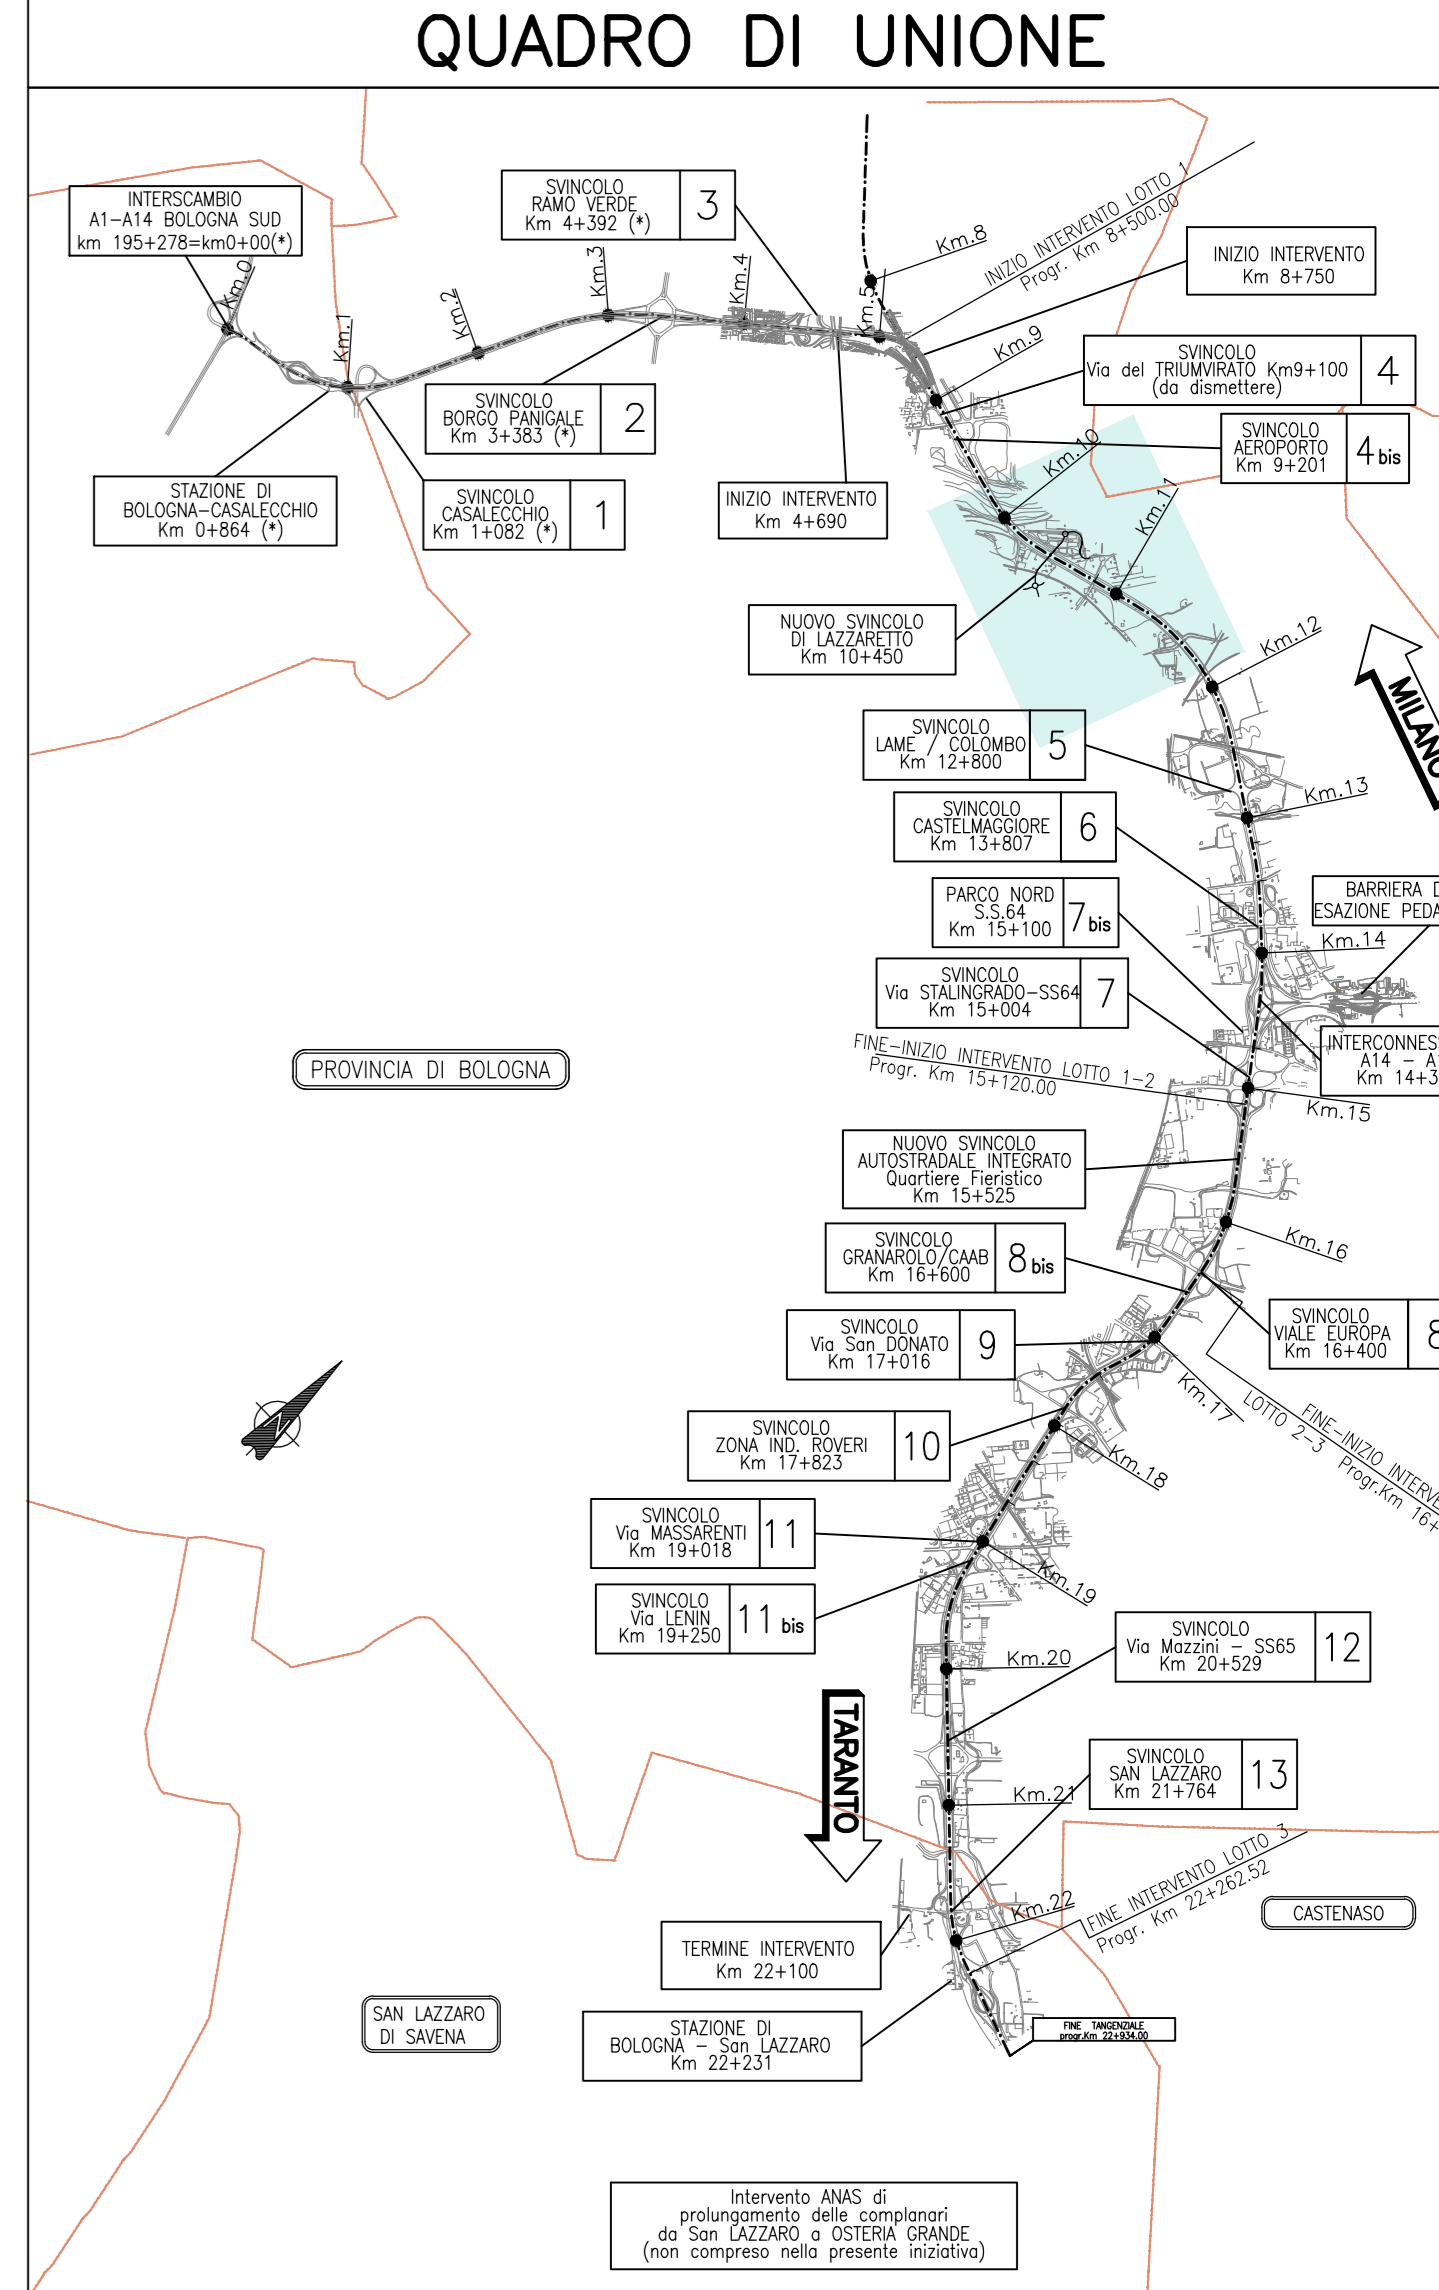 QUADRO DI UNIONE
INTERSCAMBIO
A1-A14 BOLOGNA SUD
km 195+278=km0+00(*)
SVINCOLO
RAMO VERDE
Km 4+392 (*)
3
INIZIO INTERVENTO LOTTO 1
Progr. Km 8+500.00
INIZIO INTERVENTO
Km 8+750
Km.0
Km.1
Km.2
Km.3
Km.4
Km.5
Km.8
Km.9
SVINCOLO
Via del TRIUMVIRATO Km9+100
(da dismettere)
4
SVINCOLO
BORGO PANIGALE
Km 3+383 (*)
2
SVINCOLO
AEROPORTO
Km 9+201
4 bis
Km.10
Km.11
STAZIONE DI
BOLOGNA-CASALECCHIO
Km 0+864 (*)
SVINCOLO
CASALECCHIO
Km 1+082 (*)
1
INIZIO INTERVENTO
Km 4+690
NUOVO SVINCOLO
DI LAZZARETTO
Km 10+450
Km.12
MILANO
SVINCOLO
LAME / COLOMBO
Km 12+800
5
Km.13
SVINCOLO
CASTELMAGGIORE
Km 13+807
6
PARCO NORD
S.S.64
Km 15+100
7 bis
BARRIERA D
ESAZIONE PEDA
Km.14
SVINCOLO
Via STALINGRADO-SS64
Km 15+004
7
INTERCONNES
A14 - A
Km 14+3
FINE-INIZIO INTERVENTO LOTTO 1-2
Progr. Km 15+120.00
Km.15
PROVINCIA DI BOLOGNA
NUOVO SVINCOLO
AUTOSTRADALE INTEGRATO
Quartiere Fieristico
Km 15+525
Km.16
SVINCOLO
GRANAROLO/CAAB
Km 16+600
8 bis
SVINCOLO
VIALE EUROPA
Km 16+400
8
SVINCOLO
Via San DONATO
Km 17+016
9
Km.17
FINE-INIZIO INTERVE
LOTTO 2-3
Progr.Km 16+
SVINCOLO
ZONA IND. ROVERI
Km 17+823
10
Km.18
SVINCOLO
Via MASSARENTI
Km 19+018
11
Km.19
SVINCOLO
Via LENIN
Km 19+250
11 bis
SVINCOLO
Via Mazzini - SS65
Km 20+529
12
Km.20
TARANTO
SVINCOLO
SAN LAZZARO
Km 21+764
13
Km.21
FINE INTERVENTO LOTTO 3
Progr. Km 22+262.52
Km.22
CASTENASO
TERMINE INTERVENTO
Km 22+100
SAN LAZZARO
DI SAVENA
STAZIONE DI
BOLOGNA - San LAZZARO
Km 22+231
FINE TANGENZIALE
progr.Km 22+934.00
Intervento ANAS di
prolungamento delle complanari
da San LAZZARO a OSTERIA GRANDE
(non compreso nella presente iniziativa)